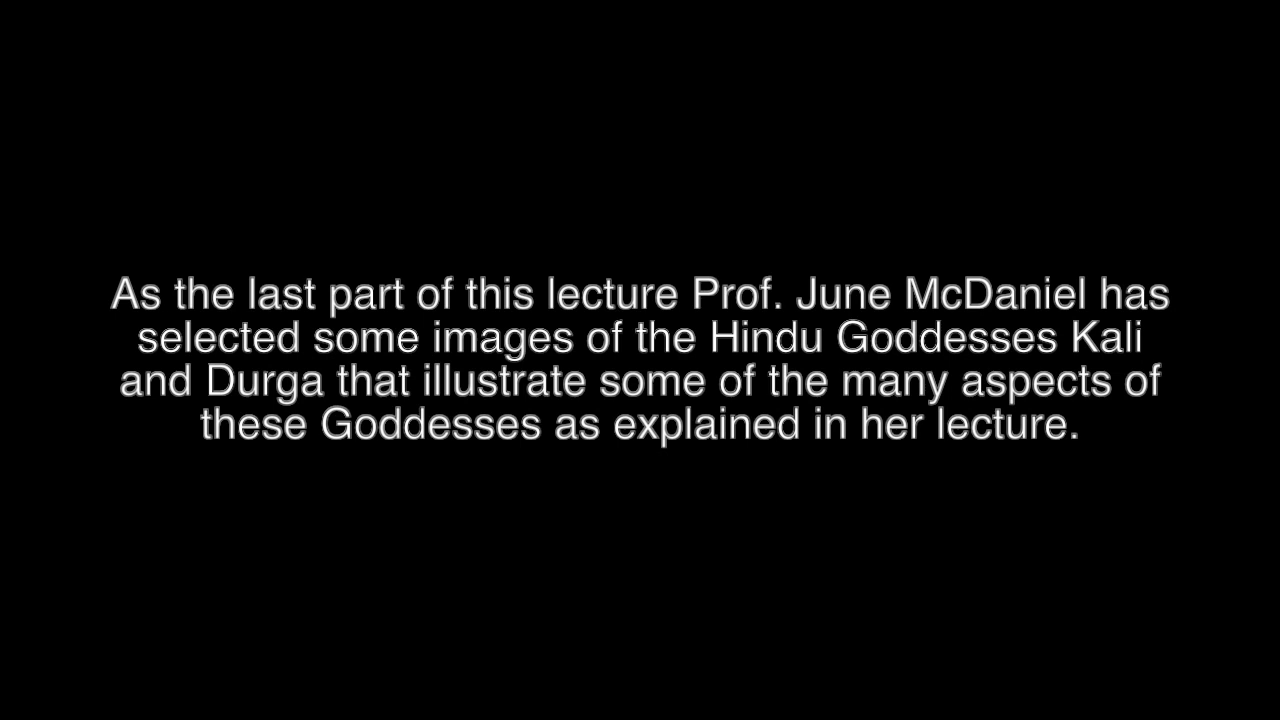 As the last part of this lecture Prof. June McDaniel has
selected some images of the Hindu Goddesses Kali
and Durga that illustrate some of the many aspects of
these Goddesses as explained in her lecture.